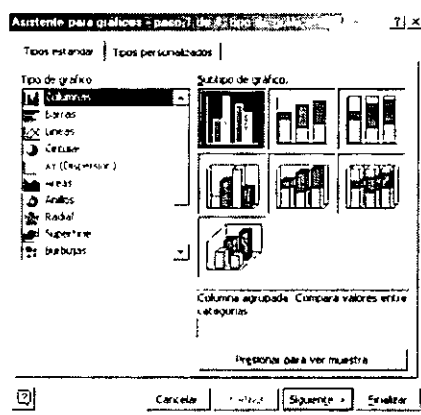 Asistente para gráficos - paso 1 de 4: tipo de
Tipos estándar
Tipos personalizados
Tipo de gráfico
Columnas
Barras
Líneas
Circular
XY (Dispersión)
Áreas
Anillos
Radial
Superficie
Burbujas
Subtipo de gráfico:
Columna agrupada. Compara valores entre
categorías
Presionar para ver muestra
Cancelar
Siguiente >
Finalizar